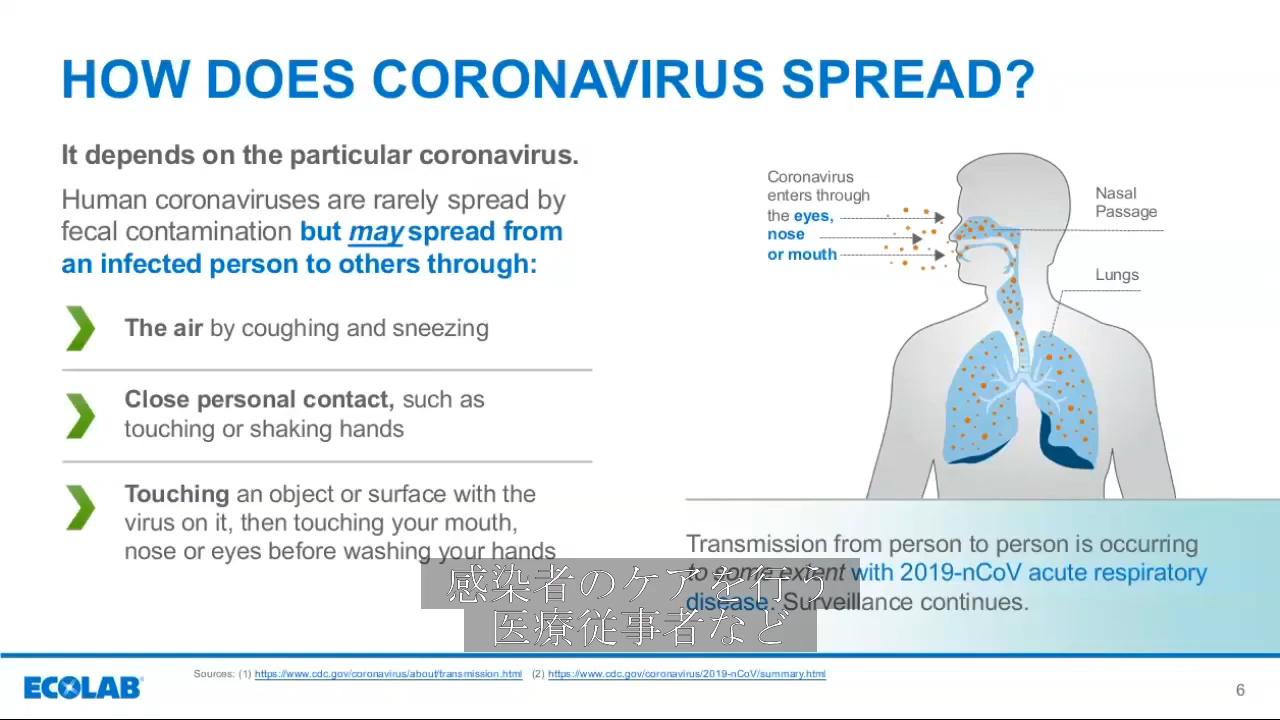 HOW DOES CORONAVIRUS SPREAD?
It depends on the particular coronavirus.
Human coronaviruses are rarely spread by
fecal contamination but may spread from
an infected person to others through:
The air by coughing and sneezing
Close personal contact, such as
touching or shaking hands
Touching an object or surface with the
virus on it, then touching your mouth,
nose or eyes before washing your hands
Coronavirus
enters through
the eyes,
nose
or mouth
Nasal
Passage
Lungs
Transmission from person to person is occurring
to some extent with 2019-nCoV acute respiratory
disease. Surveillance continues.
感染者のケアを行う
医療従事者など
Sources: (1) https://www.cdc.gov/coronavirus/about/transmission.html (2) https://www.cdc.gov/coronavirus/2019-nCoV/summary.html
ECOLAB®
6